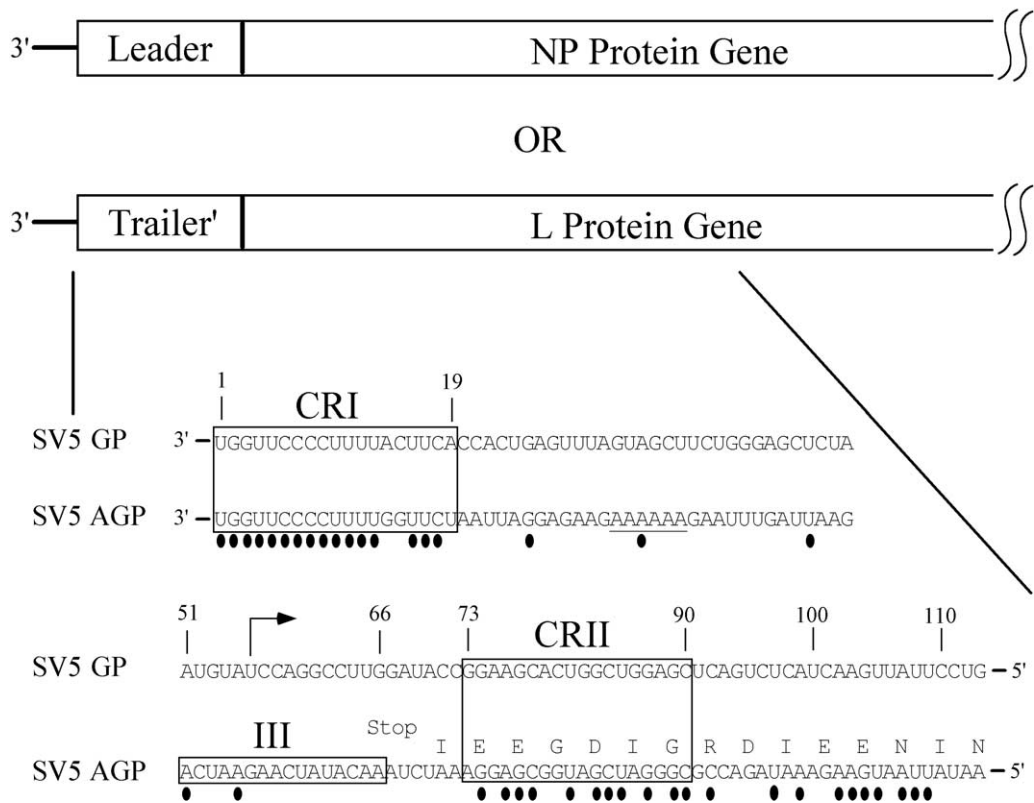 3' Leader NP Protein Gene
OR
3' Trailer' L Protein Gene
1 19
CRI
SV5 GP 3' UGGUUCCCCUUUUACUUCACCACUGAGUUUAGUAGCUUCUGGGAGCUCUA
SV5 AGP 3' UGGUUCCCCUUUUGGUUCUAAUUAGGAGAAGAAAAAAGAAUUUGAUUAAG
51 66 73 90 100 110
CRII
SV5 GP AUGUAUCCAGGCCUUGGAUACCGGAAGCACUGGCUGGAGCUCAGUCUCAUCAAGUUAUUCCUG 5'
III Stop I E E G D I G R D I E E N I N
SV5 AGP ACUAAGAACUAUACAAAUCUAAAGGAGCGGUAGCUAGGGCGCCAGAUAAAGAAGUAAUUAUAA 5'